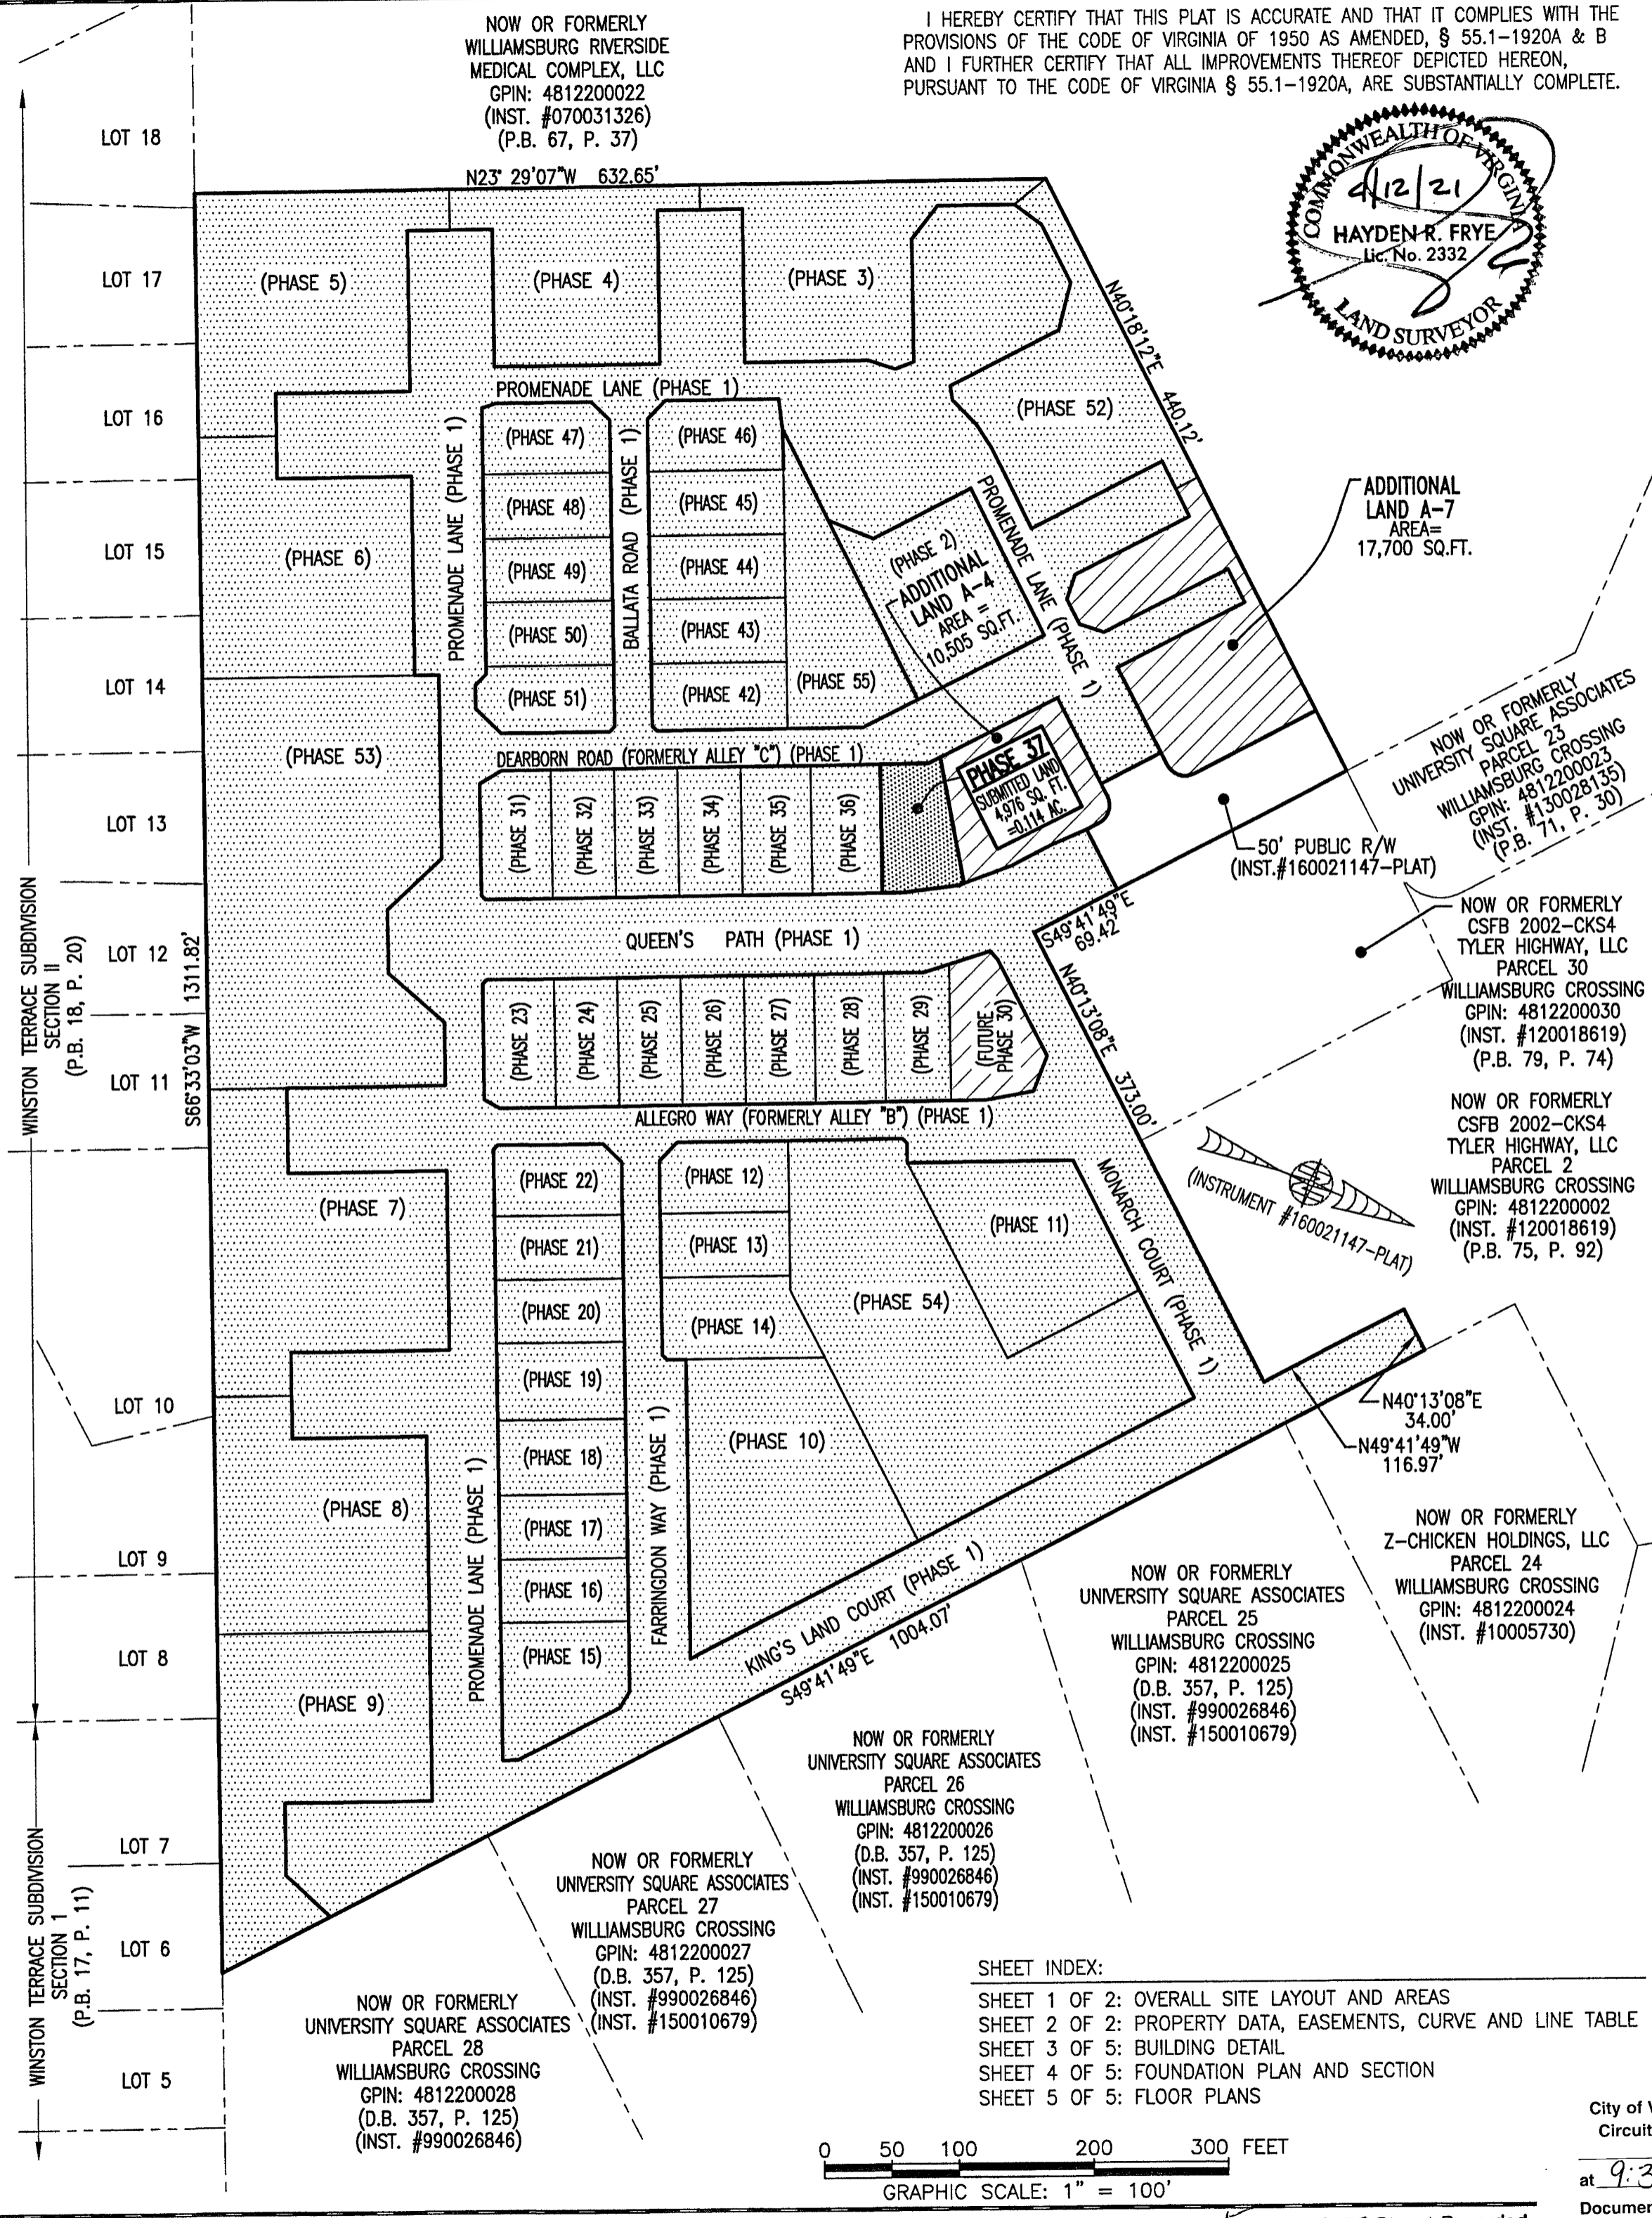 NOW OR FORMERLY
WILLIAMSBURG RIVERSIDE
MEDICAL COMPLEX, LLC
GPIN: 4812200022
(INST. #070031326)
(P.B. 67, P. 37)
N23° 29'07"W 632.65'
I HEREBY CERTIFY THAT THIS PLAT IS ACCURATE AND THAT IT COMPLIES WITH THE
PROVISIONS OF THE CODE OF VIRGINIA OF 1950 AS AMENDED, § 55.1-1920A & B
AND I FURTHER CERTIFY THAT ALL IMPROVEMENTS THEREOF DEPICTED HEREON,
PURSUANT TO THE CODE OF VIRGINIA § 55.1-1920A, ARE SUBSTANTIALLY COMPLETE.
COMMONWEALTH OF VIRGINIA
4/12/21
HAYDEN R. FRYE
Lic. No. 2332
LAND SURVEYOR
LOT 18
LOT 17
LOT 16
LOT 15
LOT 14
LOT 13
LOT 12
LOT 11
LOT 10
LOT 9
LOT 8
LOT 7
LOT 6
LOT 5
WINSTON TERRACE SUBDIVISION
SECTION II
(P.B. 18, P. 20)
WINSTON TERRACE SUBDIVISION
SECTION 1
(P.B. 17, P. 11)
S66°33'03"W 1311.82'
(PHASE 5)
(PHASE 4)
(PHASE 3)
N40°18'12"E 440.12'
(PHASE 52)
PROMENADE LANE (PHASE 1)
PROMENADE LANE (PHASE 1)
(PHASE 47)
(PHASE 48)
(PHASE 49)
(PHASE 50)
(PHASE 51)
BALLATA ROAD (PHASE 1)
(PHASE 46)
(PHASE 45)
(PHASE 44)
(PHASE 43)
(PHASE 42)
(PHASE 55)
(PHASE 6)
(PHASE 53)
(PHASE 2)
ADDITIONAL
LAND A-4
AREA =
10,505 SQ.FT.
PROMENADE LANE (PHASE 1)
ADDITIONAL
LAND A-7
AREA=
17,700 SQ.FT.
DEARBORN ROAD (FORMERLY ALLEY "C") (PHASE 1)
(PHASE 31)
(PHASE 32)
(PHASE 33)
(PHASE 34)
(PHASE 35)
(PHASE 36)
PHASE 37
SUBMITTED LAND
4,976 SQ. FT.
=0.114 AC.
50' PUBLIC R/W
(INST.#160021147-PLAT)
NOW OR FORMERLY
UNIVERSITY SQUARE ASSOCIATES
PARCEL 23
WILLIAMSBURG CROSSING
GPIN: 4812200023
(INST. #130028135)
(P.B. 71, P. 30)
QUEEN'S PATH (PHASE 1)
S49°41'49"E
69.42'
N40°13'08"E 373.00'
NOW OR FORMERLY
CSFB 2002-CKS4
TYLER HIGHWAY, LLC
PARCEL 30
WILLIAMSBURG CROSSING
GPIN: 4812200030
(INST. #120018619)
(P.B. 79, P. 74)
(PHASE 23)
(PHASE 24)
(PHASE 25)
(PHASE 26)
(PHASE 27)
(PHASE 28)
(PHASE 29)
(FUTURE
PHASE 30)
ALLEGRO WAY (FORMERLY ALLEY "B") (PHASE 1)
NOW OR FORMERLY
CSFB 2002-CKS4
TYLER HIGHWAY, LLC
PARCEL 2
WILLIAMSBURG CROSSING
GPIN: 4812200002
(INST. #120018619)
(P.B. 75, P. 92)
(INSTRUMENT #160021147-PLAT)
(PHASE 7)
(PHASE 22)
(PHASE 21)
(PHASE 20)
(PHASE 19)
(PHASE 18)
(PHASE 17)
(PHASE 16)
(PHASE 15)
(PHASE 12)
(PHASE 13)
(PHASE 14)
(PHASE 11)
(PHASE 54)
(PHASE 10)
MONARCH COURT (PHASE 1)
(PHASE 8)
(PHASE 9)
PROMENADE LANE (PHASE 1)
FARRINGDON WAY (PHASE 1)
KING'S LAND COURT (PHASE 1)
S49°41'49"E 1004.07'
N40°13'08"E
34.00'
N49°41'49"W
116.97'
NOW OR FORMERLY
Z-CHICKEN HOLDINGS, LLC
PARCEL 24
WILLIAMSBURG CROSSING
GPIN: 4812200024
(INST. #10005730)
NOW OR FORMERLY
UNIVERSITY SQUARE ASSOCIATES
PARCEL 25
WILLIAMSBURG CROSSING
GPIN: 4812200025
(D.B. 357, P. 125)
(INST. #990026846)
(INST. #150010679)
NOW OR FORMERLY
UNIVERSITY SQUARE ASSOCIATES
PARCEL 26
WILLIAMSBURG CROSSING
GPIN: 4812200026
(D.B. 357, P. 125)
(INST. #990026846)
(INST. #150010679)
NOW OR FORMERLY
UNIVERSITY SQUARE ASSOCIATES
PARCEL 27
WILLIAMSBURG CROSSING
GPIN: 4812200027
(D.B. 357, P. 125)
(INST. #990026846)
(INST. #150010679)
NOW OR FORMERLY
UNIVERSITY SQUARE ASSOCIATES
PARCEL 28
WILLIAMSBURG CROSSING
GPIN: 4812200028
(D.B. 357, P. 125)
(INST. #990026846)
SHEET INDEX:
SHEET 1 OF 2: OVERALL SITE LAYOUT AND AREAS
SHEET 2 OF 2: PROPERTY DATA, EASEMENTS, CURVE AND LINE TABLE
SHEET 3 OF 5: BUILDING DETAIL
SHEET 4 OF 5: FOUNDATION PLAN AND SECTION
SHEET 5 OF 5: FLOOR PLANS
0 50 100 200 300 FEET
GRAPHIC SCALE: 1" = 100'
City of
Circuit
at 9:3
Documen